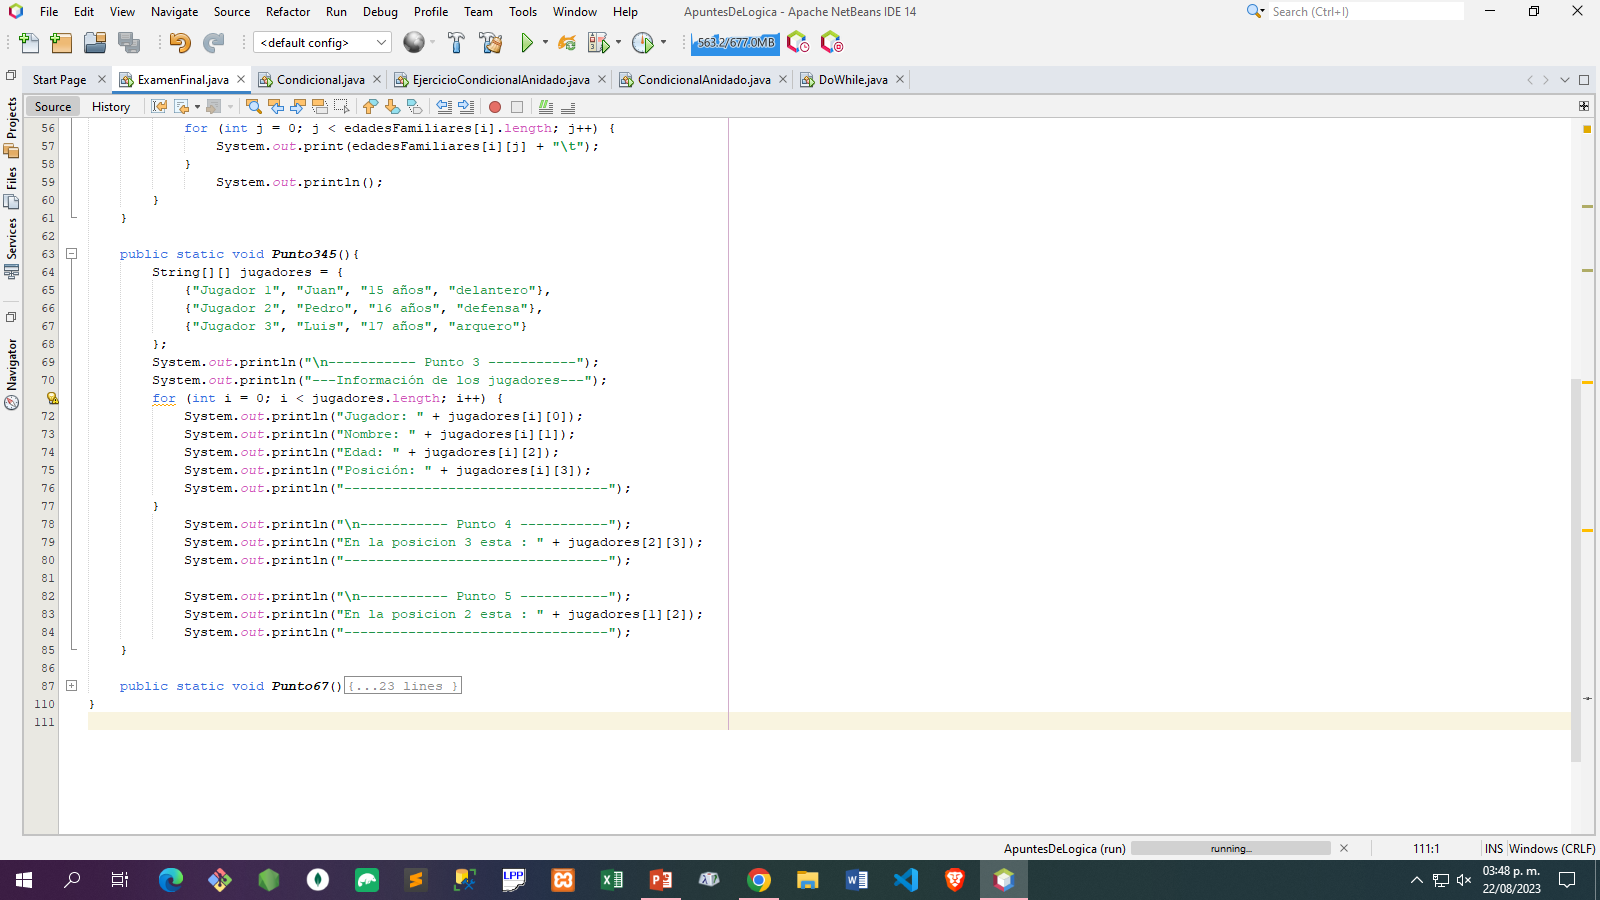 File Edit View Navigate Source Refactor Run Debug Profile Team Tools Window Help ApuntesDeLogica - Apache NetBeans IDE 14 Search (Ctrl+I)
<default config> 563.2/677.0MB
Start Page ExamenFinal.java Condicional.java EjercicioCondicionalAnidado.java CondicionalAnidado.java DoWhile.java
Source History
Projects
Files
Services
Navigator
56 for (int j = 0; j < edadesFamiliares[i].length; j++) {
57 System.out.print(edadesFamiliares[i][j] + "\t");
58 }
59 System.out.println();
60 }
61 }
62
63 public static void Punto345(){
64 String[][] jugadores = {
65 {"Jugador 1", "Juan", "15 años", "delantero"},
66 {"Jugador 2", "Pedro", "16 años", "defensa"},
67 {"Jugador 3", "Luis", "17 años", "arquero"}
68 };
69 System.out.println("\n----------- Punto 3 -----------");
70 System.out.println("---Información de los jugadores---");
for (int i = 0; i < jugadores.length; i++) {
72 System.out.println("Jugador: " + jugadores[i][0]);
73 System.out.println("Nombre: " + jugadores[i][1]);
74 System.out.println("Edad: " + jugadores[i][2]);
75 System.out.println("Posición: " + jugadores[i][3]);
76 System.out.println("---------------------------------");
77 }
78 System.out.println("\n----------- Punto 4 -----------");
79 System.out.println("En la posicion 3 esta : " + jugadores[2][3]);
80 System.out.println("---------------------------------");
81
82 System.out.println("\n----------- Punto 5 -----------");
83 System.out.println("En la posicion 2 esta : " + jugadores[1][2]);
84 System.out.println("---------------------------------");
85 }
86
87 public static void Punto67(){...23 lines }
110 }
111
ApuntesDeLogica (run) running... 111:1 INS Windows (CRLF)
LPP
03:48 p. m.
22/08/2023